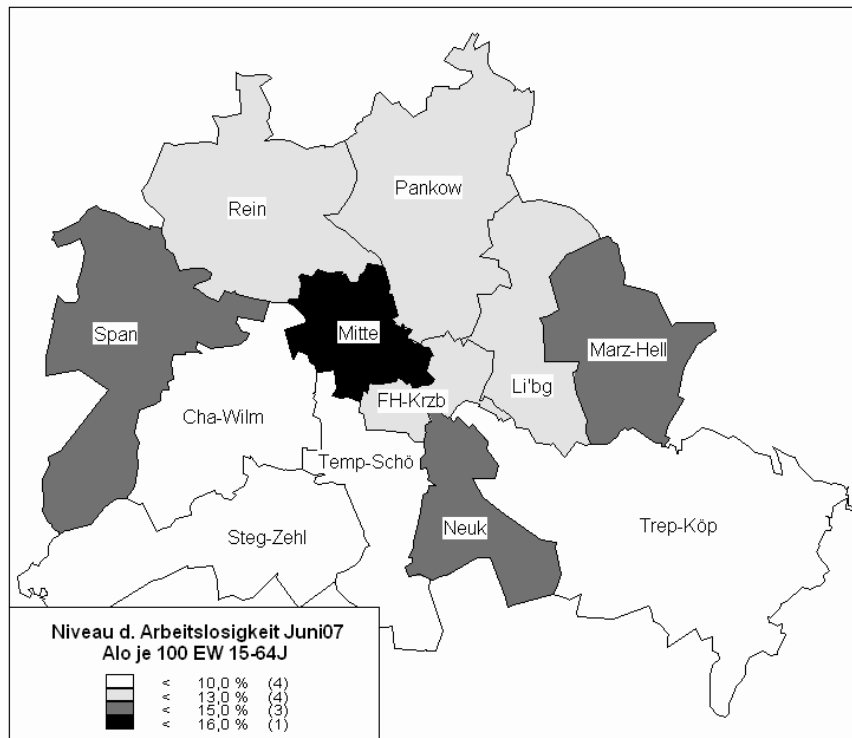 Pankow
Rein
Span
Mitte
Marz-Hell
Li'bg
FH-Krzb
Cha-Wilm
Temp-Schö
Steg-Zehl
Neuk
Trep-Köp
Niveau d. Arbeitslosigkeit Juni07
Alo je 100 EW 15-64J
< 10,0 % (4)
< 13,0 % (4)
< 15,0 % (3)
< 16,0 % (1)